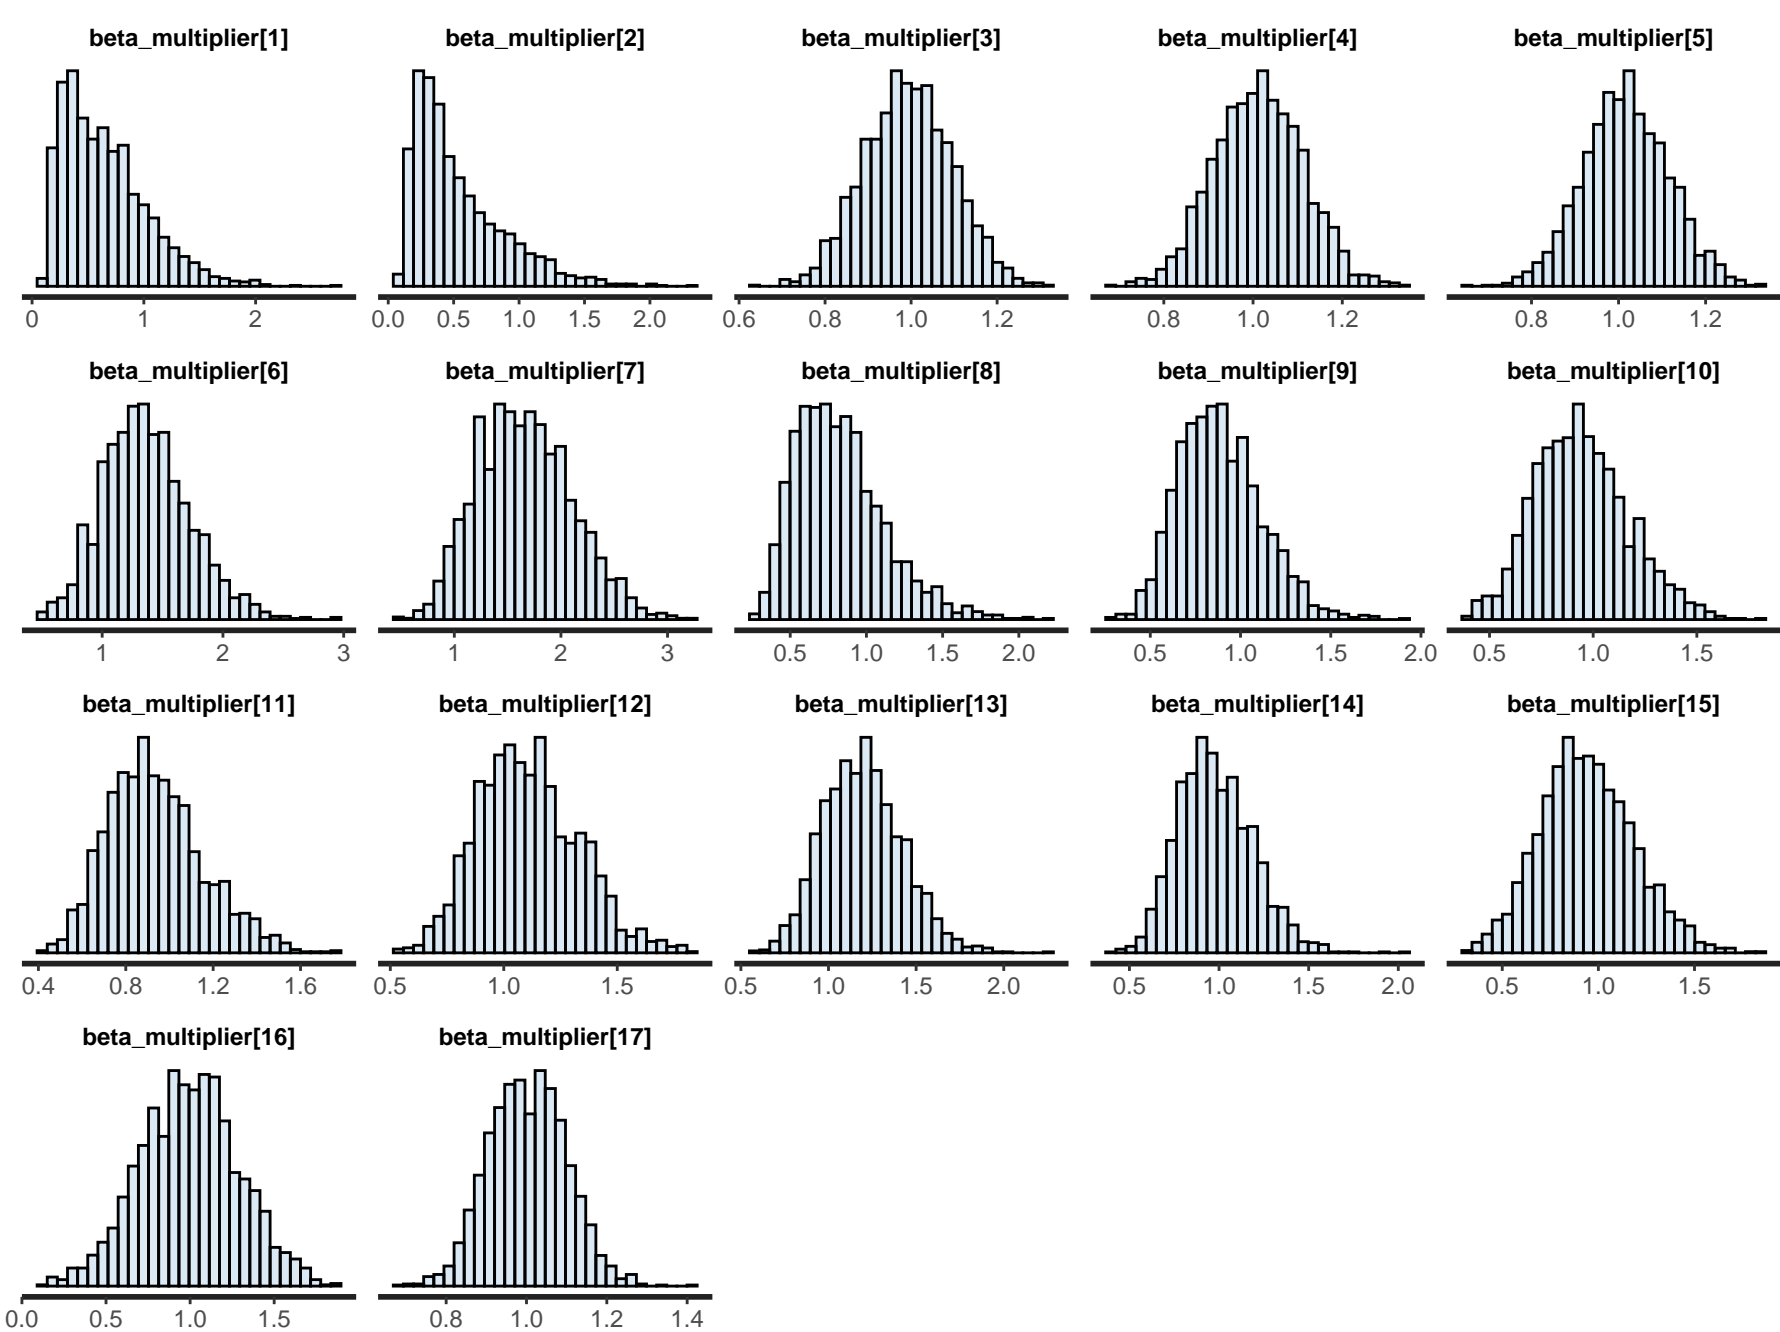 beta_multiplier[1] beta_multiplier[2] beta_multiplier[3] beta_multiplier[4] beta_multiplier[5]
0 1 2 0.0 0.5 1.0 1.5 2.0 0.6 0.8 1.0 1.2 0.8 1.0 1.2 0.8 1.0 1.2
beta_multiplier[6] beta_multiplier[7] beta_multiplier[8] beta_multiplier[9] beta_multiplier[10]
1 2 3 1 2 3 0.5 1.0 1.5 2.0 0.5 1.0 1.5 2.0 0.5 1.0 1.5
beta_multiplier[11] beta_multiplier[12] beta_multiplier[13] beta_multiplier[14] beta_multiplier[15]
0.4 0.8 1.2 1.6 0.5 1.0 1.5 0.5 1.0 1.5 2.0 0.5 1.0 1.5 2.0 0.5 1.0 1.5
beta_multiplier[16] beta_multiplier[17]
0.0 0.5 1.0 1.5 0.8 1.0 1.2 1.4